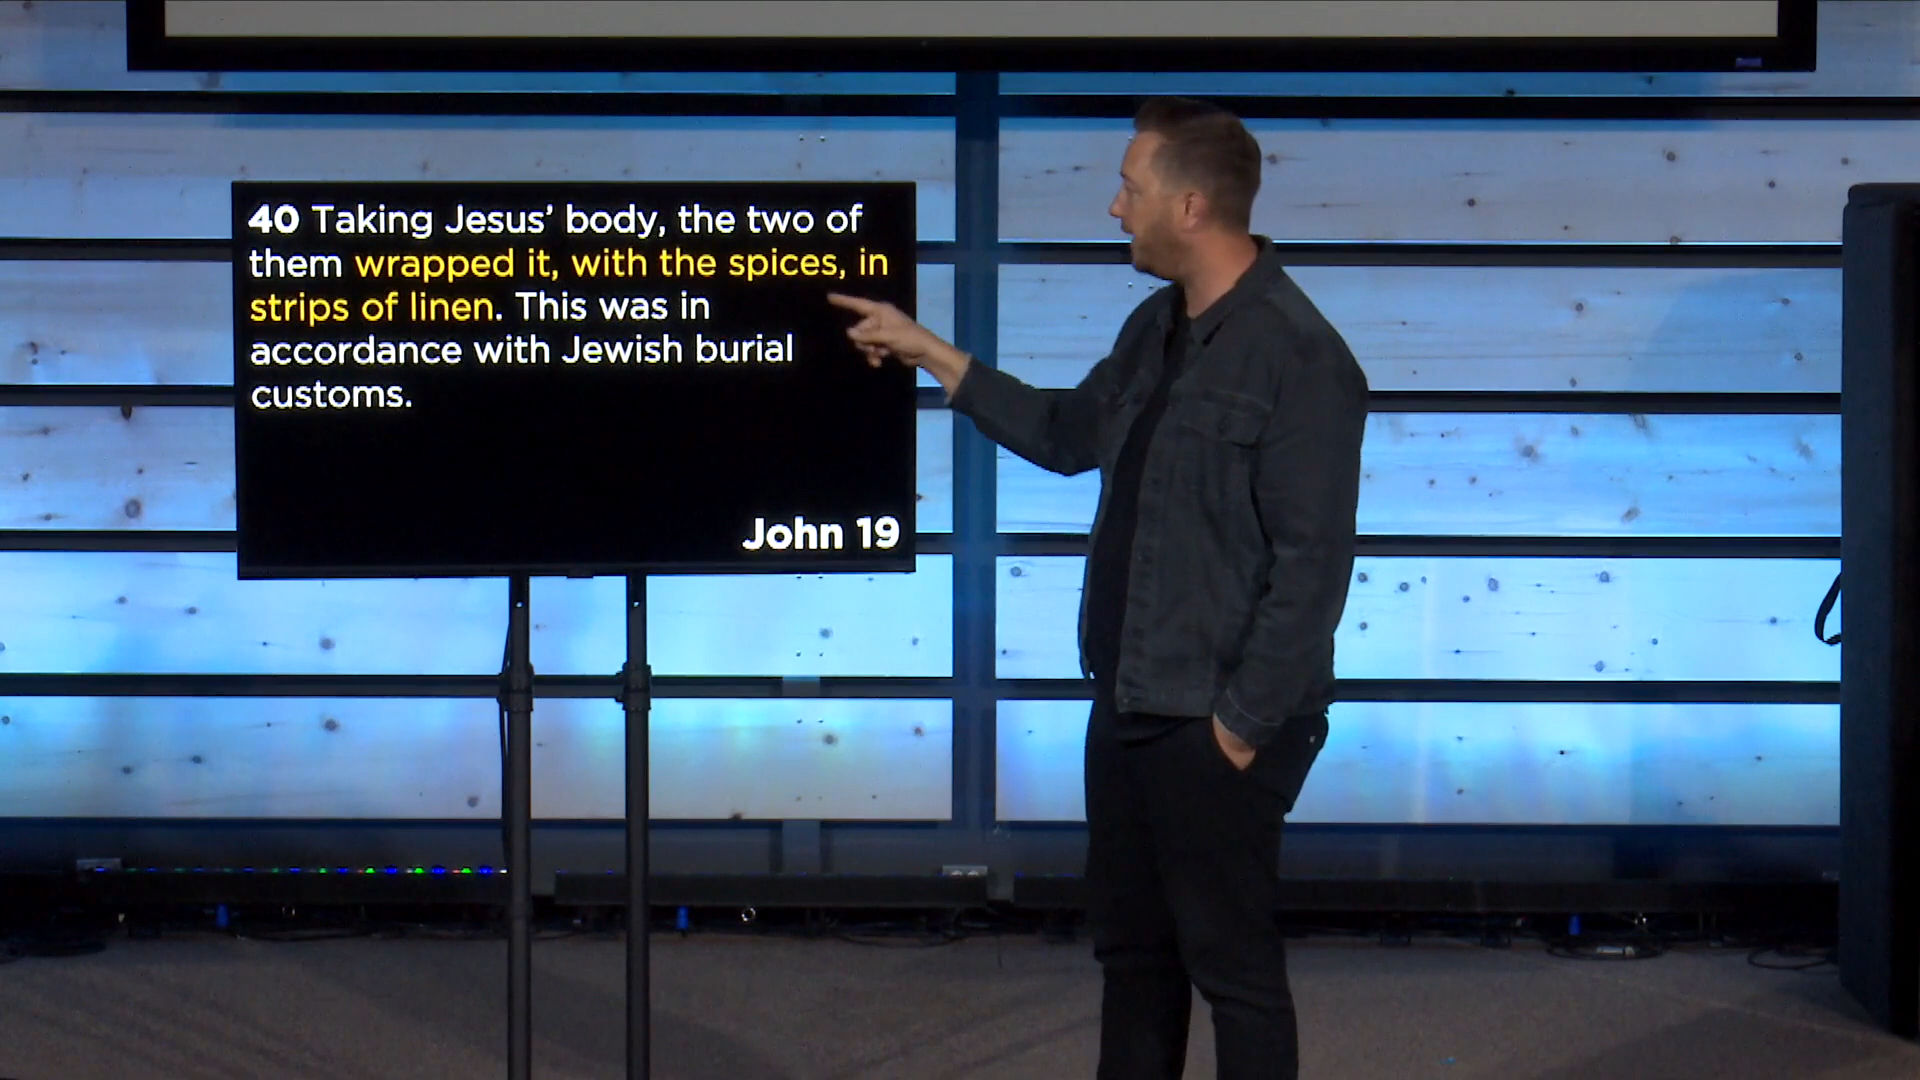 40 Taking Jesus’ body, the two of
them wrapped it, with the spices, in
strips of linen. This was in
accordance with Jewish burial
customs.
John 19